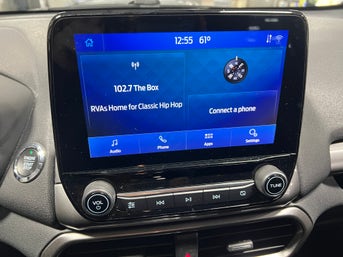 12:55 61°
102.7 The Box
RVAs Home for Classic Hip Hop
Connect a phone
Audio
Phone
Apps
Settings
VOL
TUNE